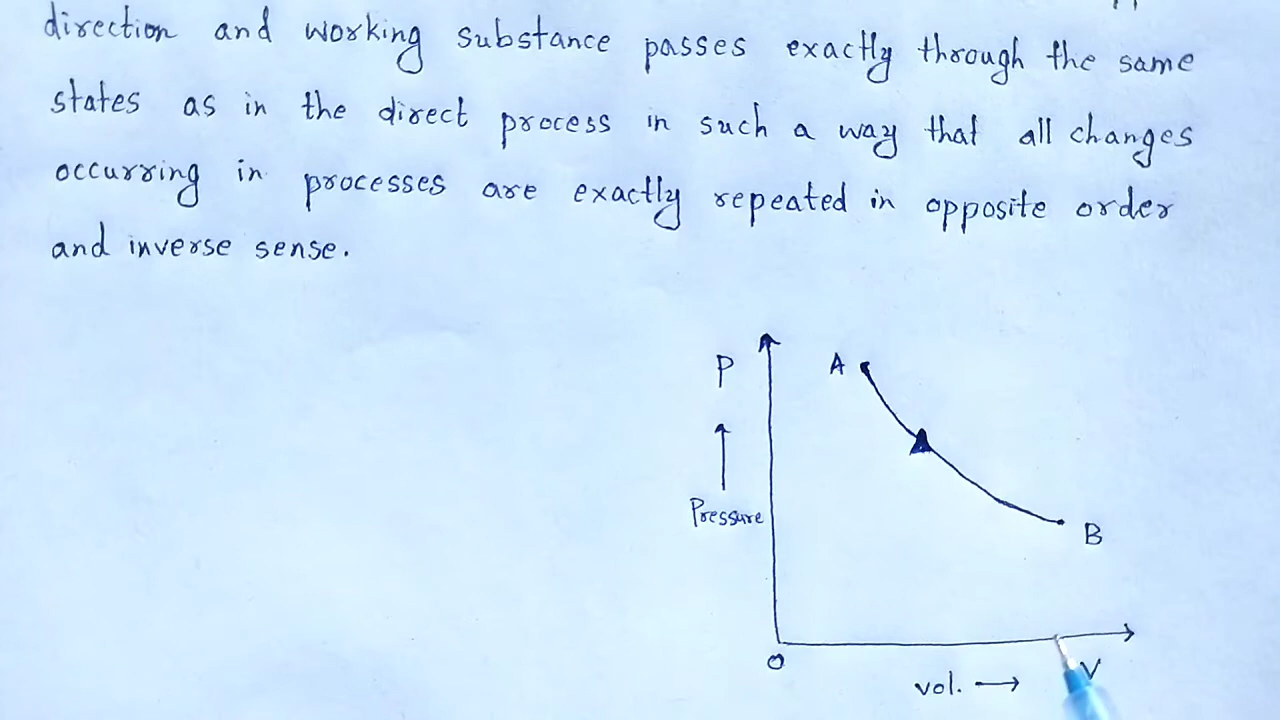 direction and working substance passes exactly through the same
states as in the direct process in such a way that all changes
occurring in processes are exactly repeated in opposite order
and inverse sense.
P
A
Pressure
B
O
vol.
V